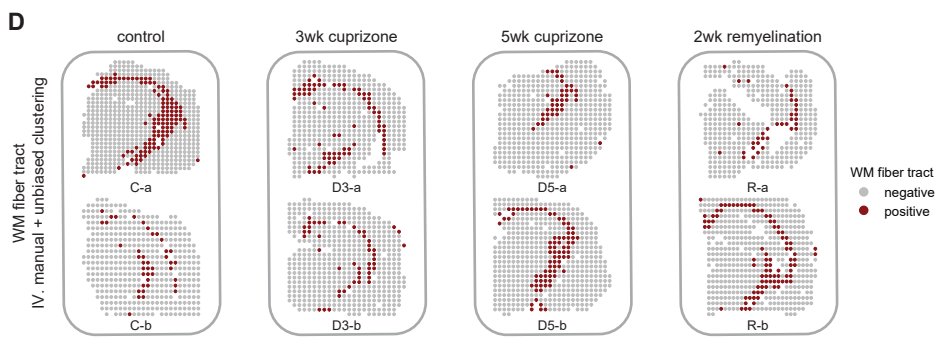 D
control
3wk cuprizone
5wk cuprizone
2wk remyelination
WM fiber tract
IV. manual + unbiased clustering
C-a
D3-a
D5-a
R-a
C-b
D3-b
D5-b
R-b
WM fiber tract
negative
positive